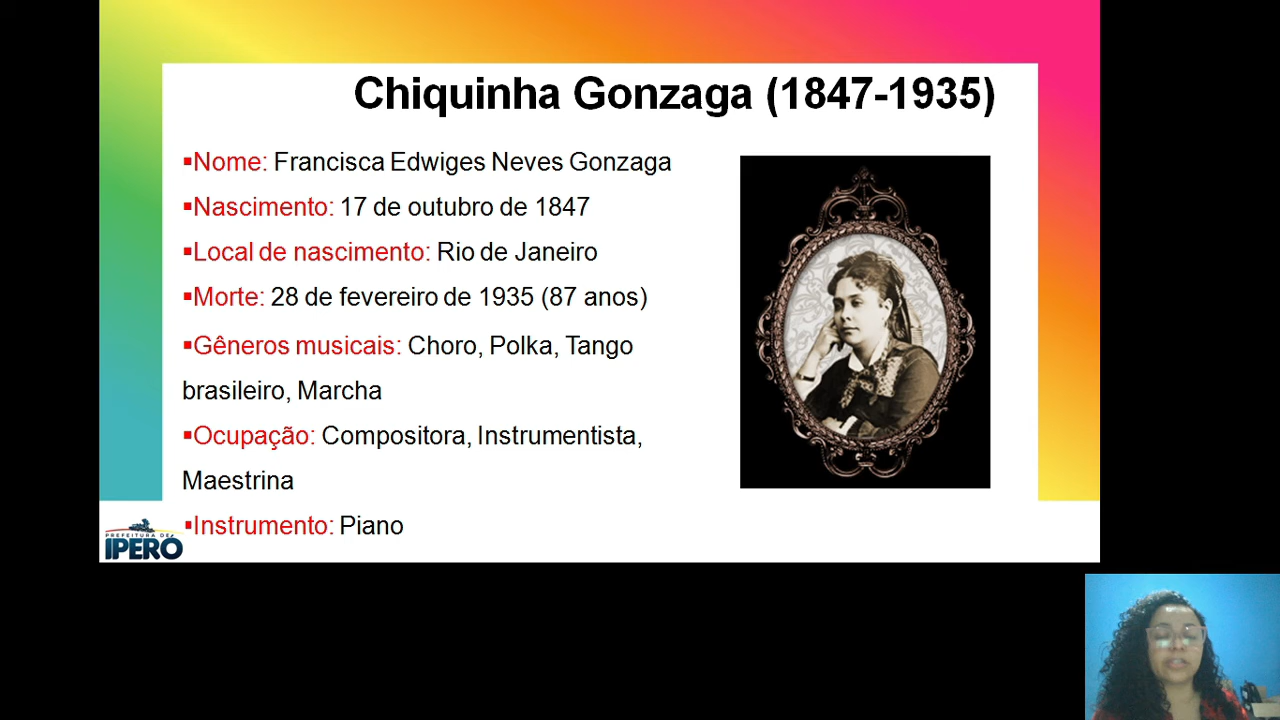 Chiquinha Gonzaga (1847-1935)
▪Nome: Francisca Edwiges Neves Gonzaga
▪Nascimento: 17 de outubro de 1847
▪Local de nascimento: Rio de Janeiro
▪Morte: 28 de fevereiro de 1935 (87 anos)
▪Gêneros musicais: Choro, Polka, Tango
brasileiro, Marcha
▪Ocupação: Compositora, Instrumentista,
Maestrina
▪Instrumento: Piano
PREFEITURA DE
IPERÓ